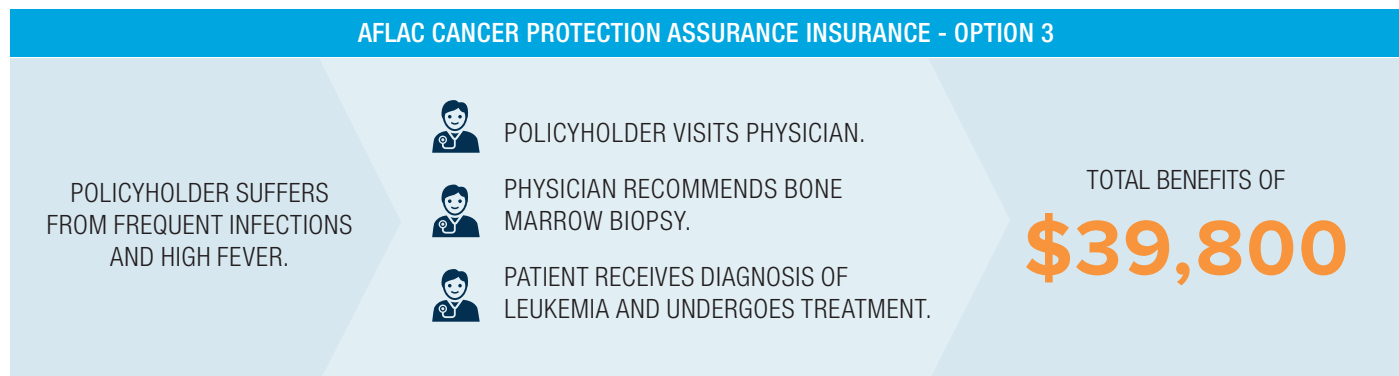 AFLAC CANCER PROTECTION ASSURANCE INSURANCE - OPTION 3
POLICYHOLDER SUFFERS
FROM FREQUENT INFECTIONS
AND HIGH FEVER.
POLICYHOLDER VISITS PHYSICIAN.
PHYSICIAN RECOMMENDS BONE
MARROW BIOPSY.
PATIENT RECEIVES DIAGNOSIS OF
LEUKEMIA AND UNDERGOES TREATMENT.
TOTAL BENEFITS OF
$39,800